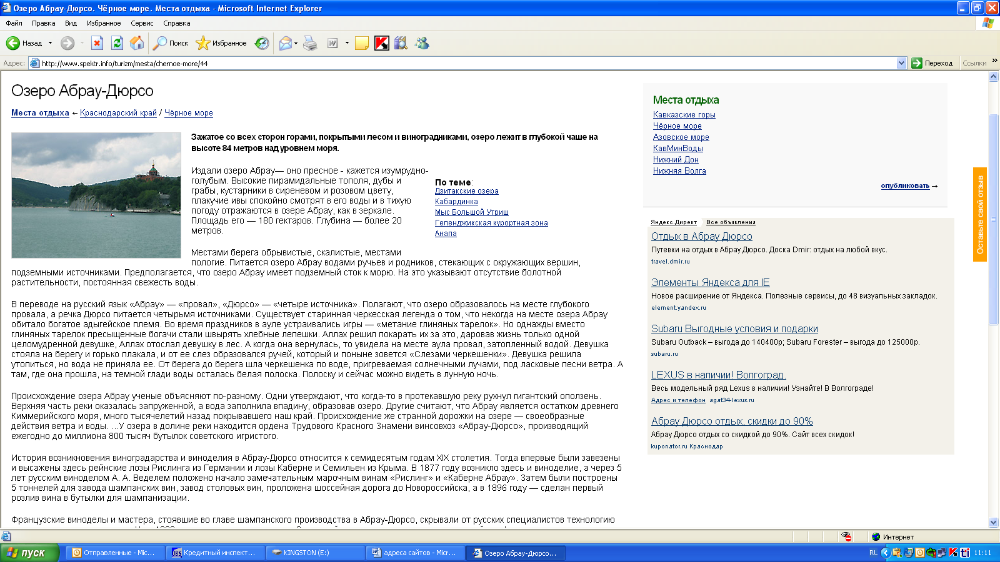 Озеро Абрау-Дюрсо. Чёрное море. Места отдыха - Microsoft Internet Explorer
Файл Правка Вид Избранное Сервис Справка
Назад Поиск Избранное
Адрес: http://www.spektr.info/turizm/mesta/chernoe-more/44 Переход Ссылки »
Озеро Абрау-Дюрсо
Места отдыха ← Краснодарский край / Чёрное море
Зажатое со всех сторон горами, покрытыми лесом и виноградниками, озеро лежит в глубокой чаше на
высоте 84 метров над уровнем моря.
Издали озеро Абрау— оно пресное - кажется изумрудно-
голубым. Высокие пирамидальные тополя, дубы и
грабы, кустарники в сиреневом и розовом цвету,
плакучие ивы спокойно смотрят в его воды и в тихую
погоду отражаются в озере Абрау, как в зеркале.
Площадь его — 180 гектаров. Глубина — более 20
метров.
По теме:
Дзитакские озера
Кабардинка
Мыс Большой Утриш
Геленджикская курортная зона
Анапа
Местами берега обрывистые, скалистые, местами
пологие. Питается озеро Абрау водами ручьев и родников, стекающих с окружающих вершин,
подземными источниками. Предполагается, что озеро Абрау имеет подземный сток к морю. На это указывают отсутствие болотной
растительности, постоянная свежесть воды.
В переводе на русский язык «Абрау» — «провал», «Дюрсо» — «четыре источника». Полагают, что озеро образовалось на месте глубокого
провала, а речка Дюрсо питается четырьмя источниками. Существует старинная черкесская легенда о том, что некогда на месте озера Абрау
обитало богатое адыгейское племя. Во время праздников в ауле устраивались игры — «метание глиняных тарелок». Но однажды вместо
глиняных тарелок пресыщенные богачи стали швырять хлебные лепешки. Аллах решил покарать их за это, даровав жизнь только одной
целомудренной девушке, Аллах отослал девушку в лес. А когда она вернулась, то увидела на месте аула провал, затопленный водой. Девушка
стояла на берегу и горько плакала, и от ее слез образовался ручей, который и поныне зовется «Слезами черкешенки». Девушка решила
утопиться, но вода не приняла ее. От берега до берега шла черкешенка по воде, пригреваемая солнечными лучами, под ласковые песни ветра. А
там, где она прошла, на темной глади воды осталась белая полоска. Полоску и сейчас можно видеть в лунную ночь.
Происхождение озера Абрау ученые объясняют по-разному. Одни утверждают, что когда-то в протекавшую реку рухнул гигантский оползень.
Верхняя часть реки оказалась запруженной, а вода заполнила впадину, образовав озеро. Другие считают, что Абрау является остатком древнего
Киммерийского моря, много тысячелетий назад покрывавшего наш край. Происхождение же странной дорожки на озере — своеобразные
действия ветра и воды. ...У озера в долине реки находится ордена Трудового Красного Знамени винсовхоз «Абрау-Дюрсо», производящий
ежегодно до миллиона 800 тысяч бутылок советского игристого.
История возникновения виноградарства и виноделия в Абрау-Дюрсо относится к семидесятым годам XIX столетия. Тогда впервые были завезены
и высажены здесь рейнские лозы Рислинга из Германии и лозы Каберне и Семильен из Крыма. В 1877 году возникло здесь и виноделие, а через 5
лет русским виноделом А. А. Веделем положено начало замечательным марочным винам «Рислинг» и «Каберне Абрау». Затем были построены
5 тоннелей для завода шампанских вин, завод столовых вин, проложена шоссейная дорога до Новороссийска, а в 1896 году — сделан первый
розлив вина в бутылки для шампанизации.
Французские виноделы и мастера, стоявшие во главе шампанского производства в Абрау-Дюрсо, скрывали от русских специалистов технологию
Места отдыха
Кавказские горы
Чёрное море
Азовское море
КавМинВоды
Нижний Дон
Нижняя Волга
опубликовать →
Оставьте свой отзыв
Яндекс.Директ Все объявления
Отдых в Абрау Дюрсо
Путевки на отдых в Абрау Дюрсо. Доска Dmir: отдых на любой вкус.
travel.dmir.ru
Элементы Яндекса для IE
Новое расширение от Яндекса. Полезные сервисы, до 48 визуальных закладок.
element.yandex.ru
Subaru Выгодные условия и подарки
Subaru Outback – выгода до 140400р; Subaru Forester – выгода до 125000р.
subaru.ru
LEXUS в наличии! Волгоград.
Весь модельный ряд Lexus в наличии! Узнайте! В Волгограде!
Адрес и телефон agat34-lexus.ru
Абрау Дюрсо отдых, скидки до 90%
Абрау Дюрсо отдых со скидкой до 90%. Сайт всех скидок!
kuponator.ru Краснодар
Интернет
пуск Отправленные - Mic... Кредитный инспект... KINGSTON (E:) адреса сайтов - Micr... Озеро Абрау-Дюрсо... RL 11:11